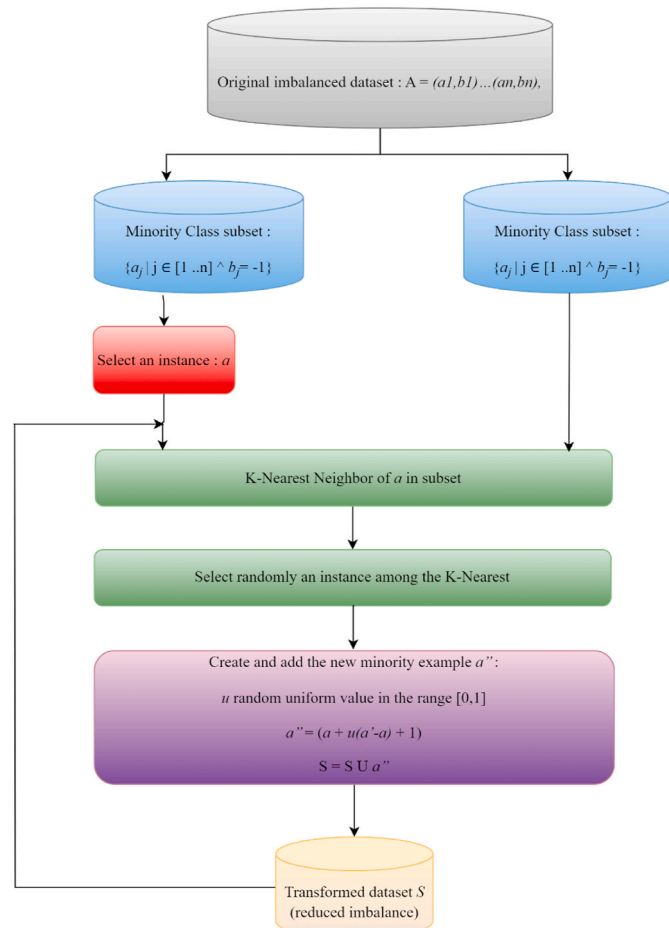 Original imbalanced dataset : A = (a1,b1)...(an,bn),
Minority Class subset :
{aj | j ∈ [1 ..n] ^ bj= -1}
Minority Class subset :
{aj | j ∈ [1 ..n] ^ bj= -1}
Select an instance : a
K-Nearest Neighbor of a in subset
Select randomly an instance among the K-Nearest
Create and add the new minority example a”:
u random uniform value in the range [0,1]
a”= (a + u(a’-a) + 1)
S = S U a”
Transformed dataset S
(reduced imbalance)